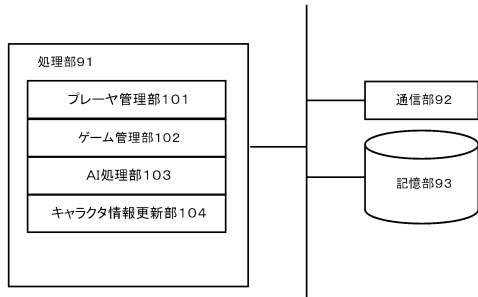 処理部91
プレーヤ管理部101
ゲーム管理部102
AI処理部103
キャラクタ情報更新部104
通信部92
記憶部93